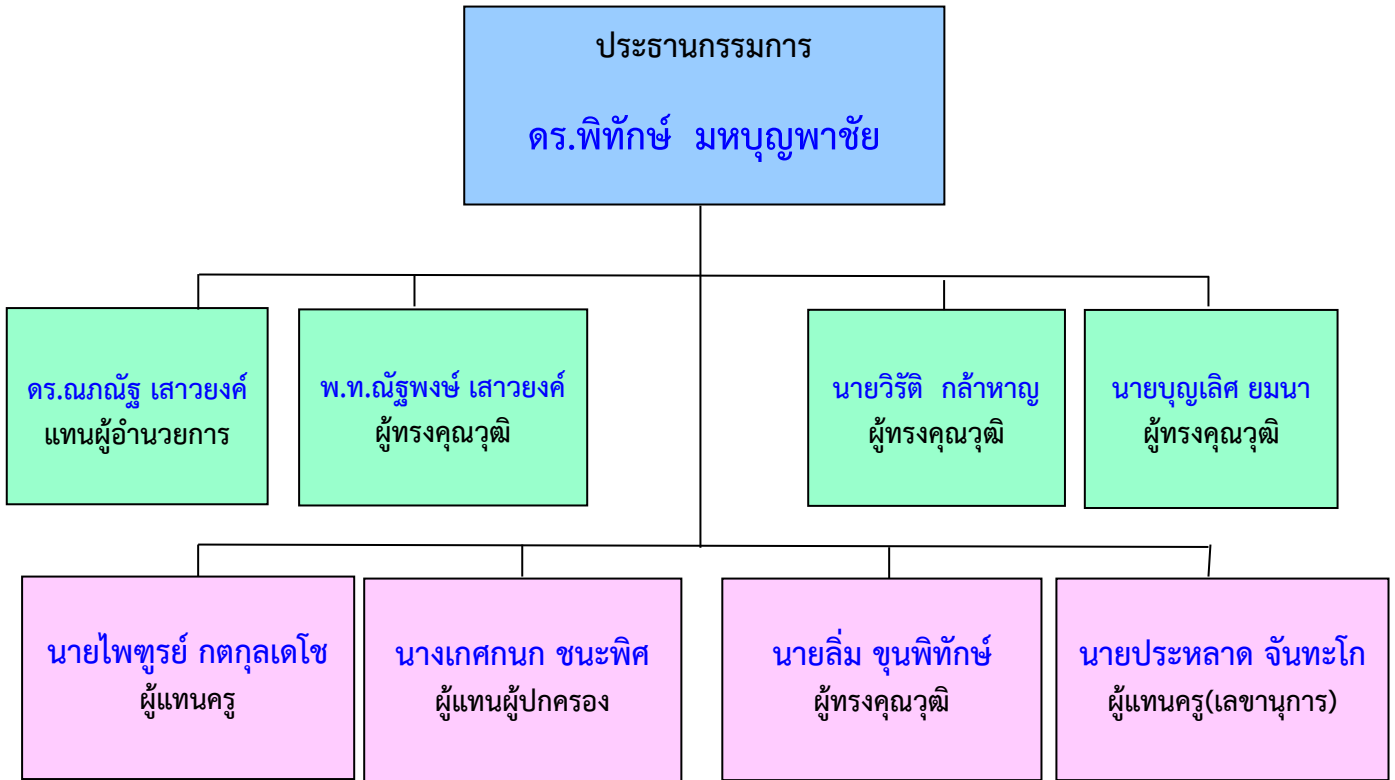 ประธานกรรมการ
ดร.พิทักษ์ มหบุญพาชัย
ดร.ณภณัฐ เสาวยงค์
แทนผู้อำนวยการ
พ.ท.ณัฐพงษ์ เสาวยงค์
ผู้ทรงคุณวุฒิ
นายวิรัติ กล้าหาญ
ผู้ทรงคุณวุฒิ
นายบุญเลิศ ยมนา
ผู้ทรงคุณวุฒิ
นายไพฑูรย์ กตกุลเดโช
ผู้แทนครู
นางเกศกนก ชนะพิศ
ผู้แทนผู้ปกครอง
นายลิ่ม ขุนพิทักษ์
ผู้ทรงคุณวุฒิ
นายประหลาด จันทะโก
ผู้แทนครู(เลขานุการ)